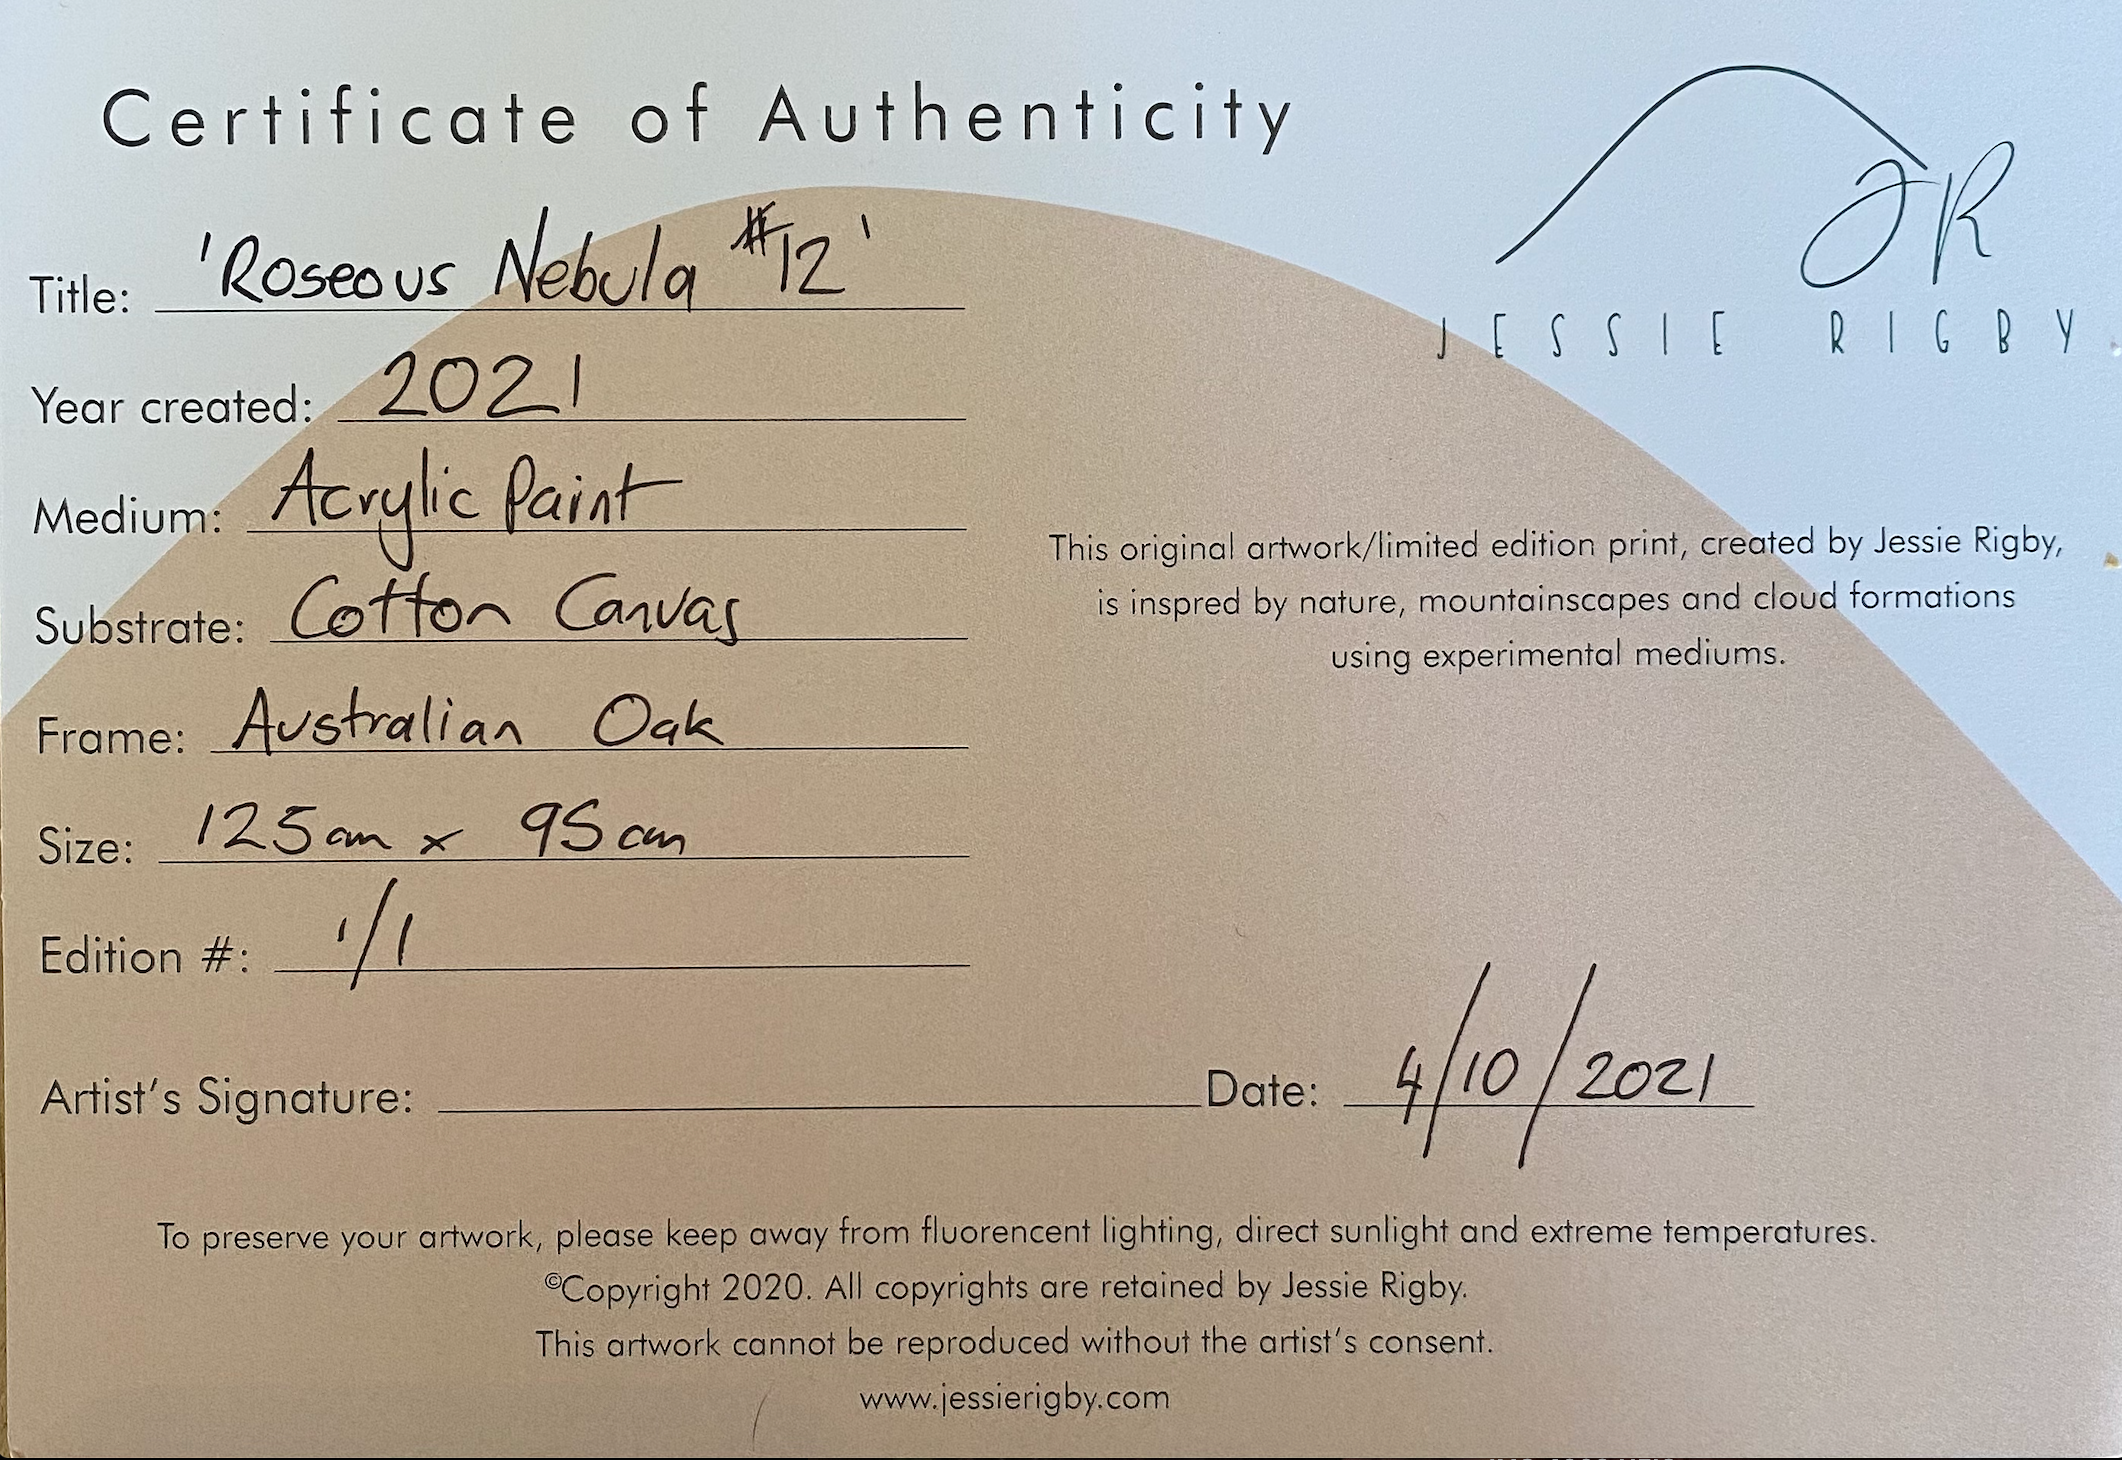 Certificate of Authenticity
JR
JESSIE RIGBY
Title: 'Roseous Nebula #12'
Year created: 2021
Medium: Acrylic Paint
Substrate: Cotton Canvas
Frame: Australian Oak
Size: 125cm x 95cm
Edition #: 1/1
This original artwork/limited edition print, created by Jessie Rigby,
is inspred by nature, mountainscapes and cloud formations
using experimental mediums.
Artist's Signature: Date: 4/10/2021
To preserve your artwork, please keep away from fluorencent lighting, direct sunlight and extreme temperatures.
©Copyright 2020. All copyrights are retained by Jessie Rigby.
This artwork cannot be reproduced without the artist's consent.
www.jessierigby.com